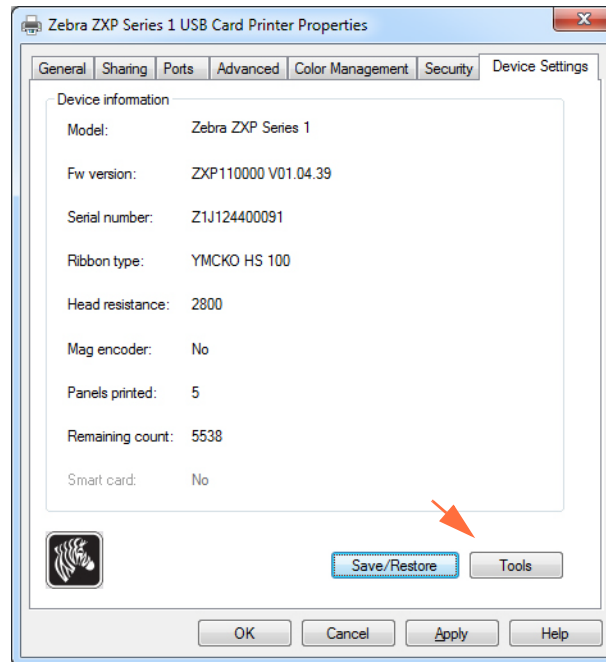 Zebra ZXP Series 1 USB Card Printer Properties
General Sharing Ports Advanced Color Management Security Device Settings
Device information
Model: Zebra ZXP Series 1
Fw version: ZXP110000 V01.04.39
Serial number: Z1J124400091
Ribbon type: YMCKO HS 100
Head resistance: 2800
Mag encoder: No
Panels printed: 5
Remaining count: 5538
Smart card: No
Save/Restore Tools
OK Cancel Apply Help